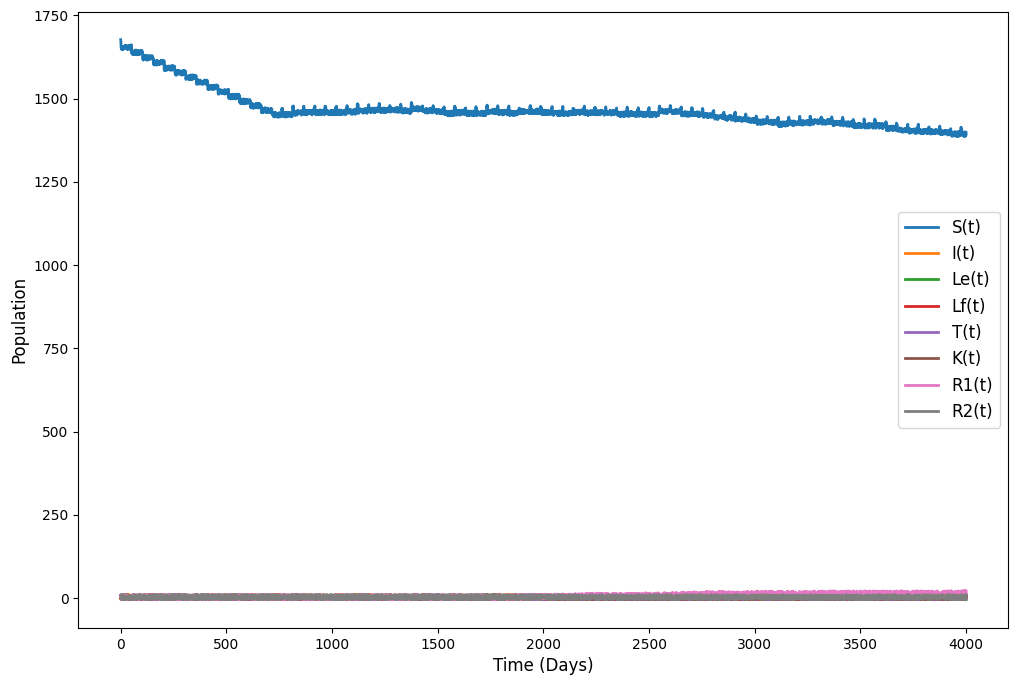 1750
1500
1250
1000
750
500
250
0
Population
S(t)
I(t)
Le(t)
Lf(t)
T(t)
K(t)
R1(t)
R2(t)
0 500 1000 1500 2000 2500 3000 3500 4000
Time (Days)